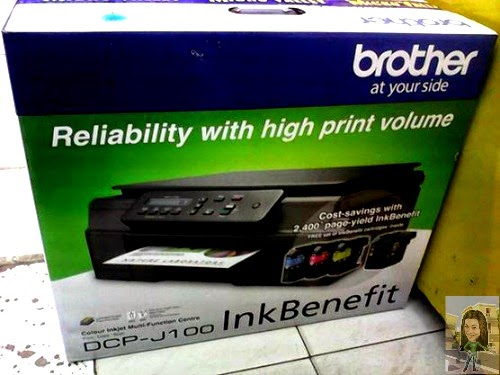 brother
brother
at your side
Reliability with high print volume
Cost-savings with
2,400 page-yield InkBenefit
Colour Inkjet Multi-Function Centre
DCP-J100 InkBenefit